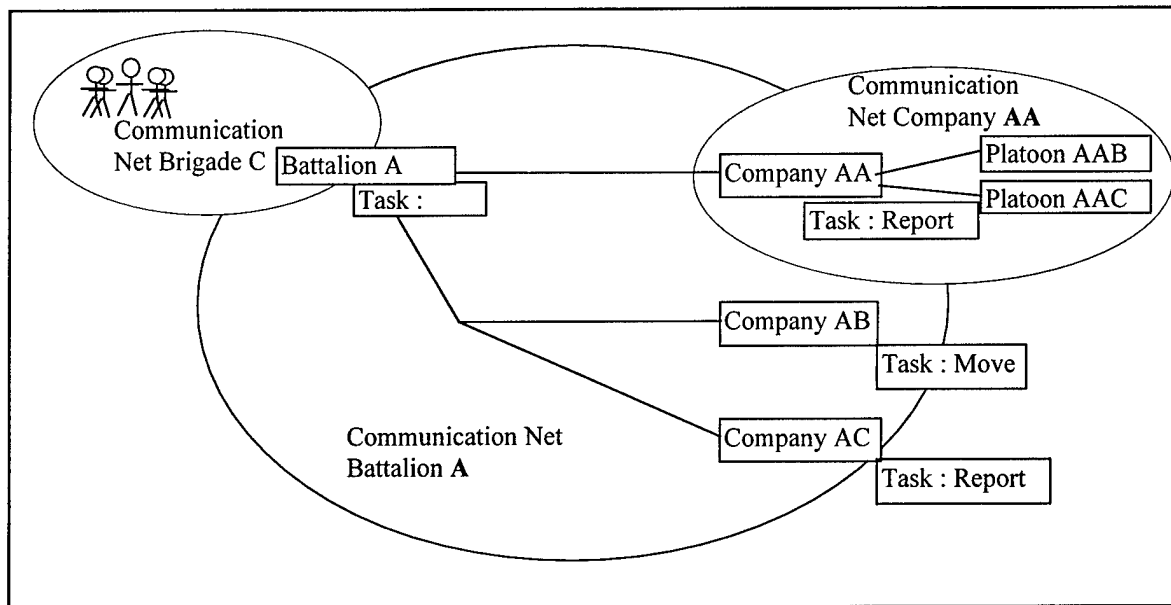 Communication
Net Brigade C
Battalion A
Task :
Communication
Net Company AA
Company AA
Platoon AAB
Platoon AAC
Task : Report
Company AB
Task : Move
Communication Net
Battalion A
Company AC
Task : Report